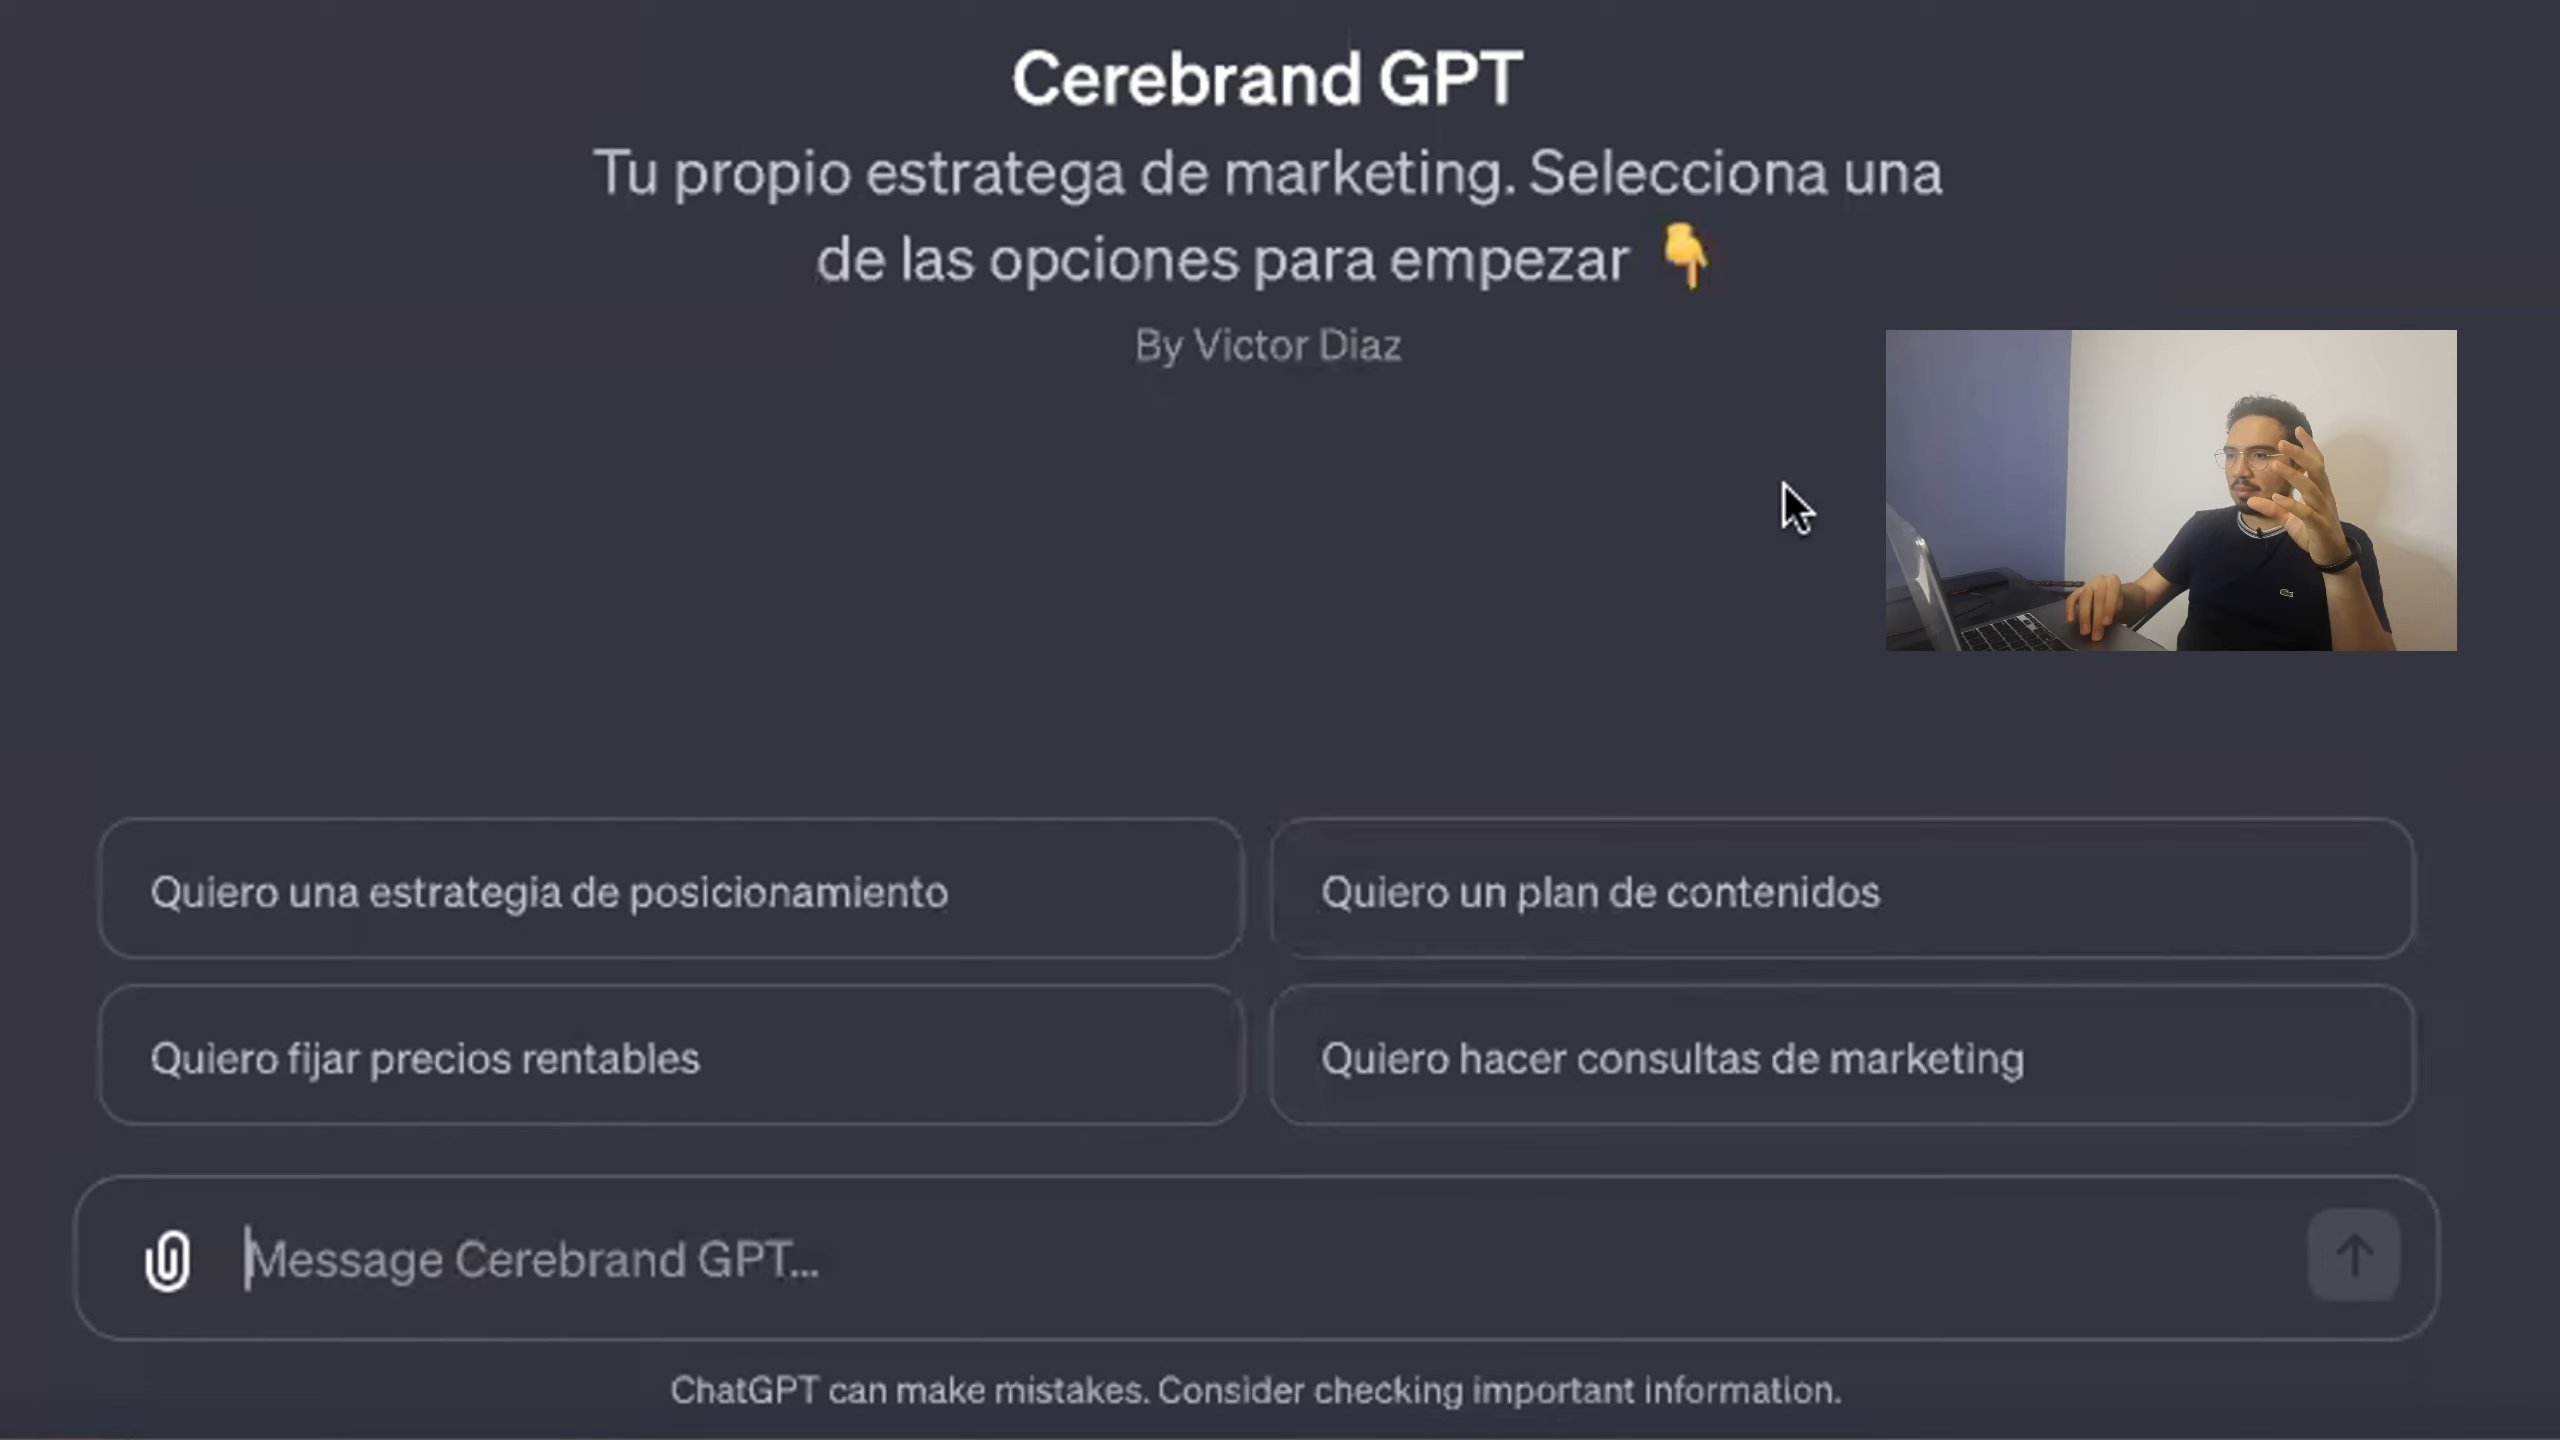 Cerebrand GPT
Tu propio estratega de marketing. Selecciona una
de las opciones para empezar 👇
By Victor Diaz
Quiero una estrategia de posicionamiento
Quiero un plan de contenidos
Quiero fijar precios rentables
Quiero hacer consultas de marketing
Message Cerebrand GPT...
ChatGPT can make mistakes. Consider checking important information.